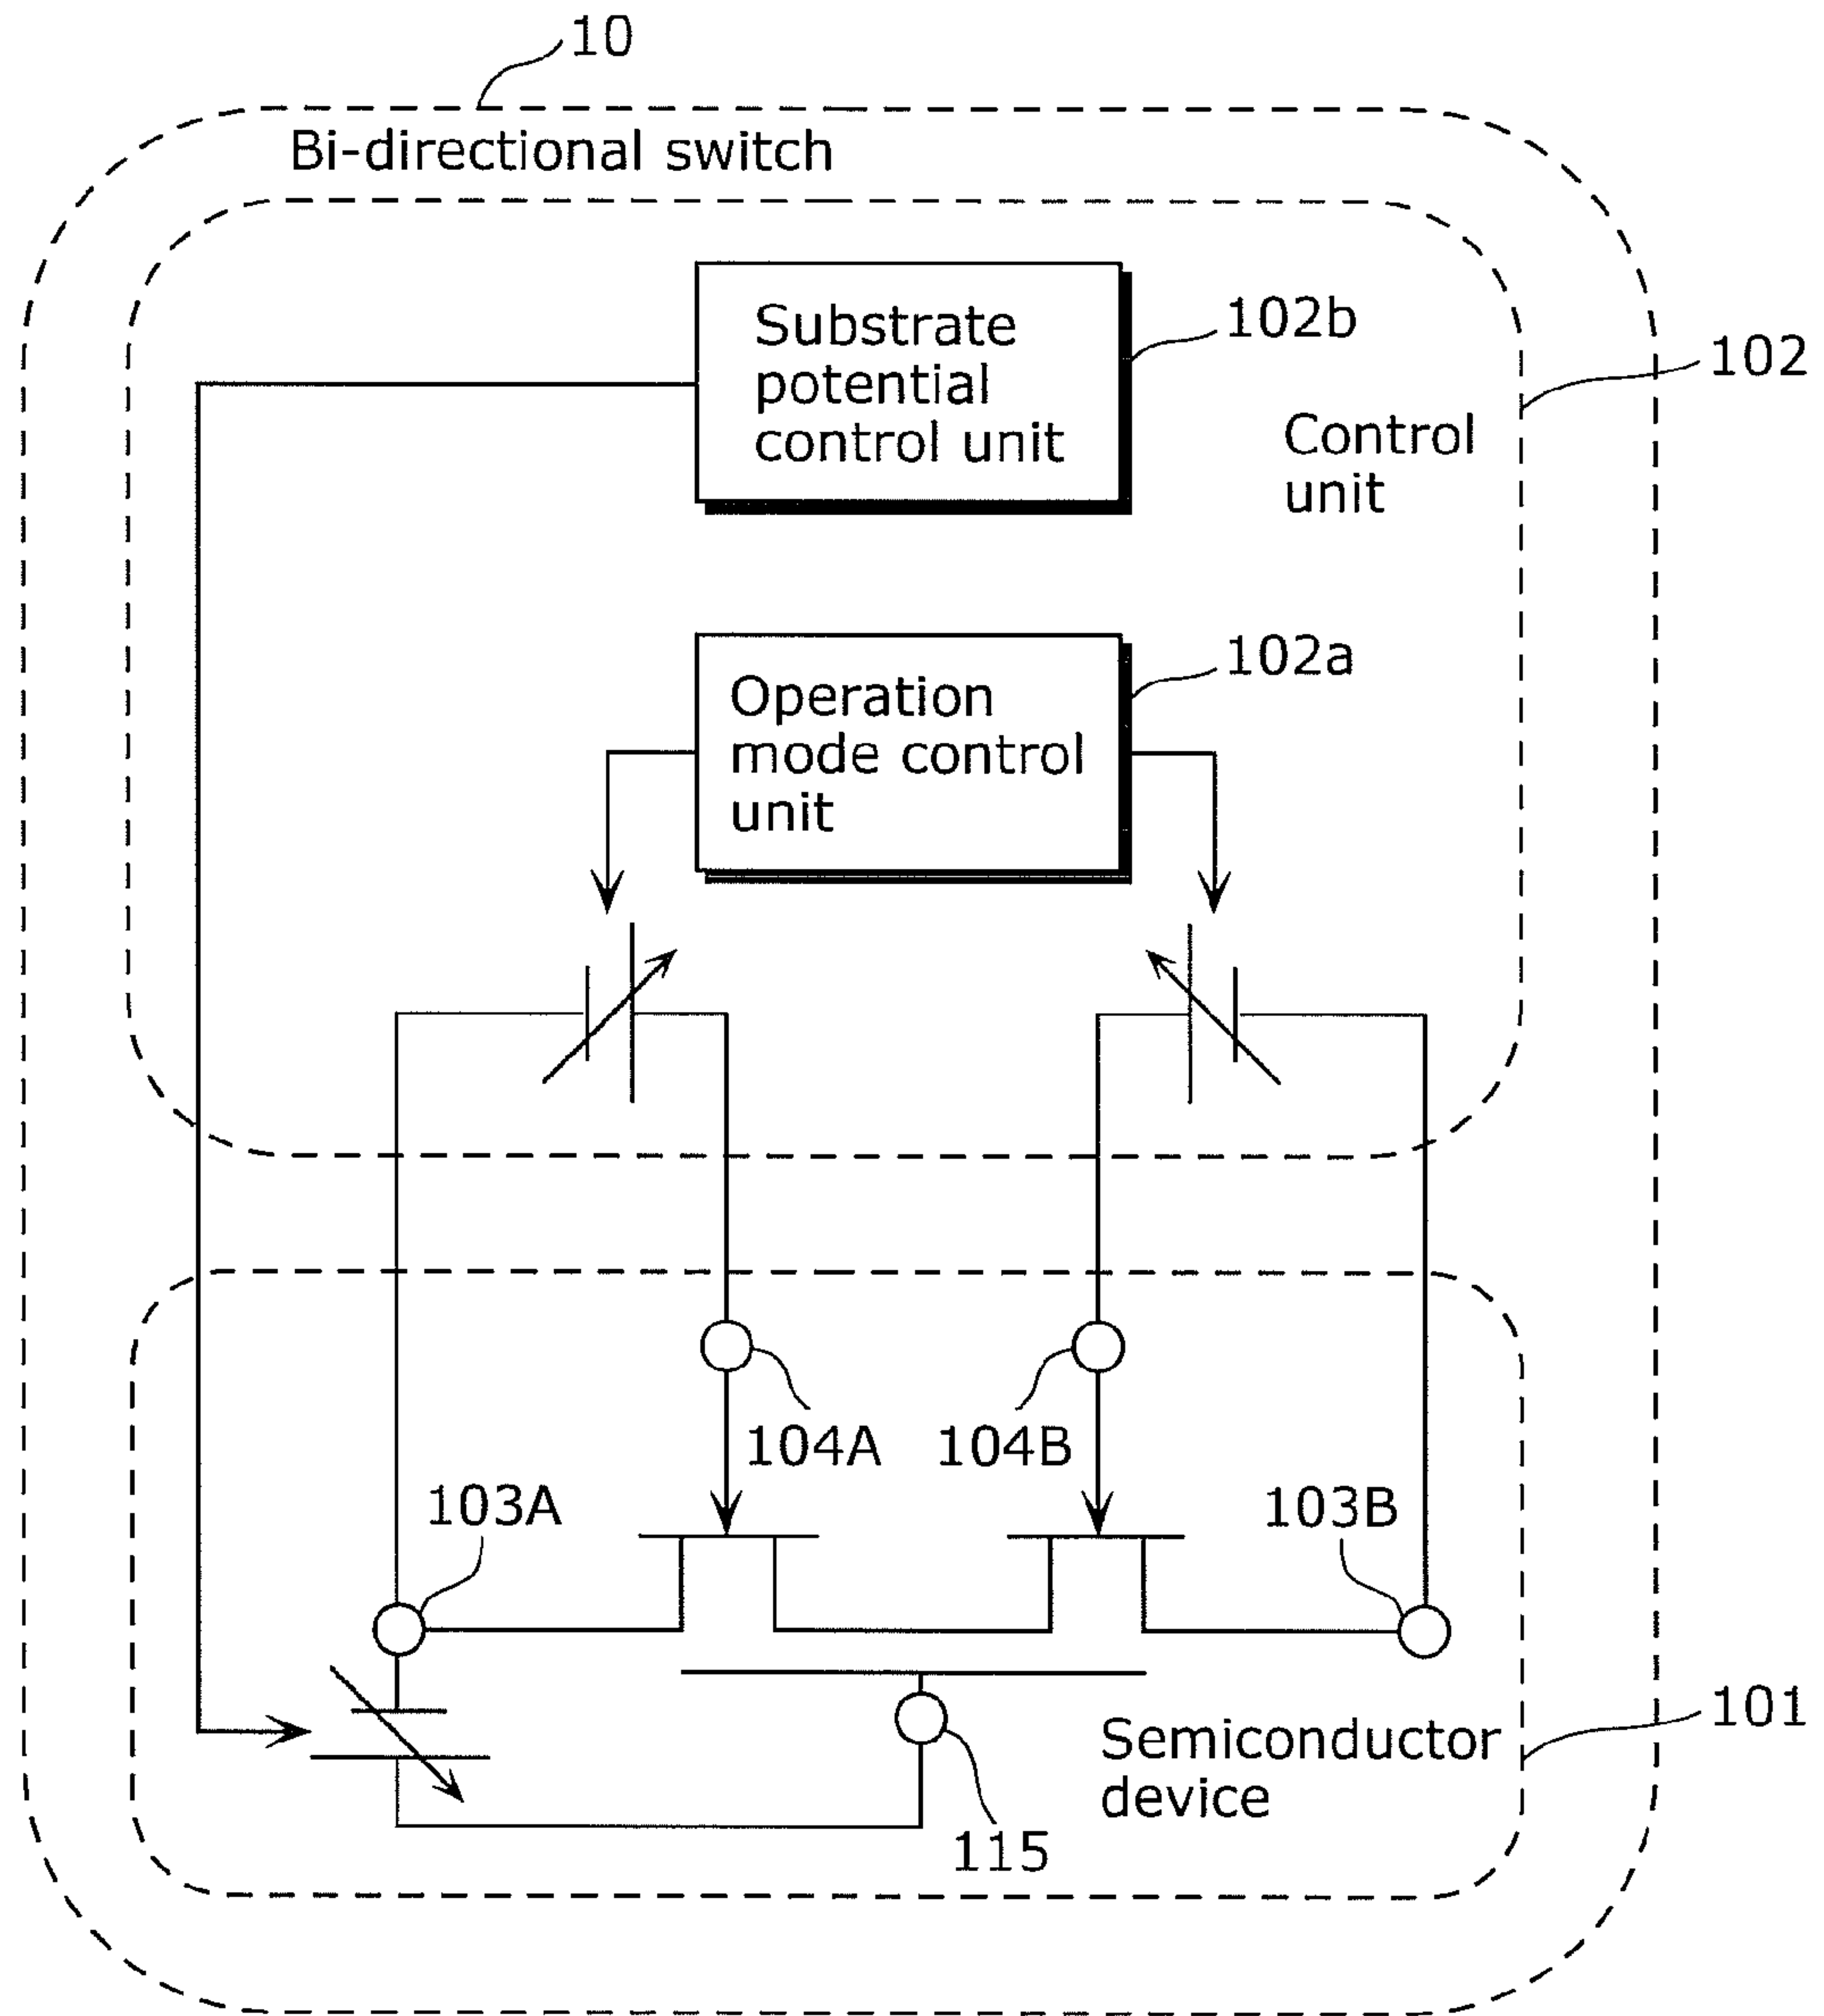 10
Bi-directional switch
Substrate
potential
control unit
102b
102
Control
unit
Operation
mode control
unit
102a
104A
104B
103A
103B
101
Semiconductor
device
115